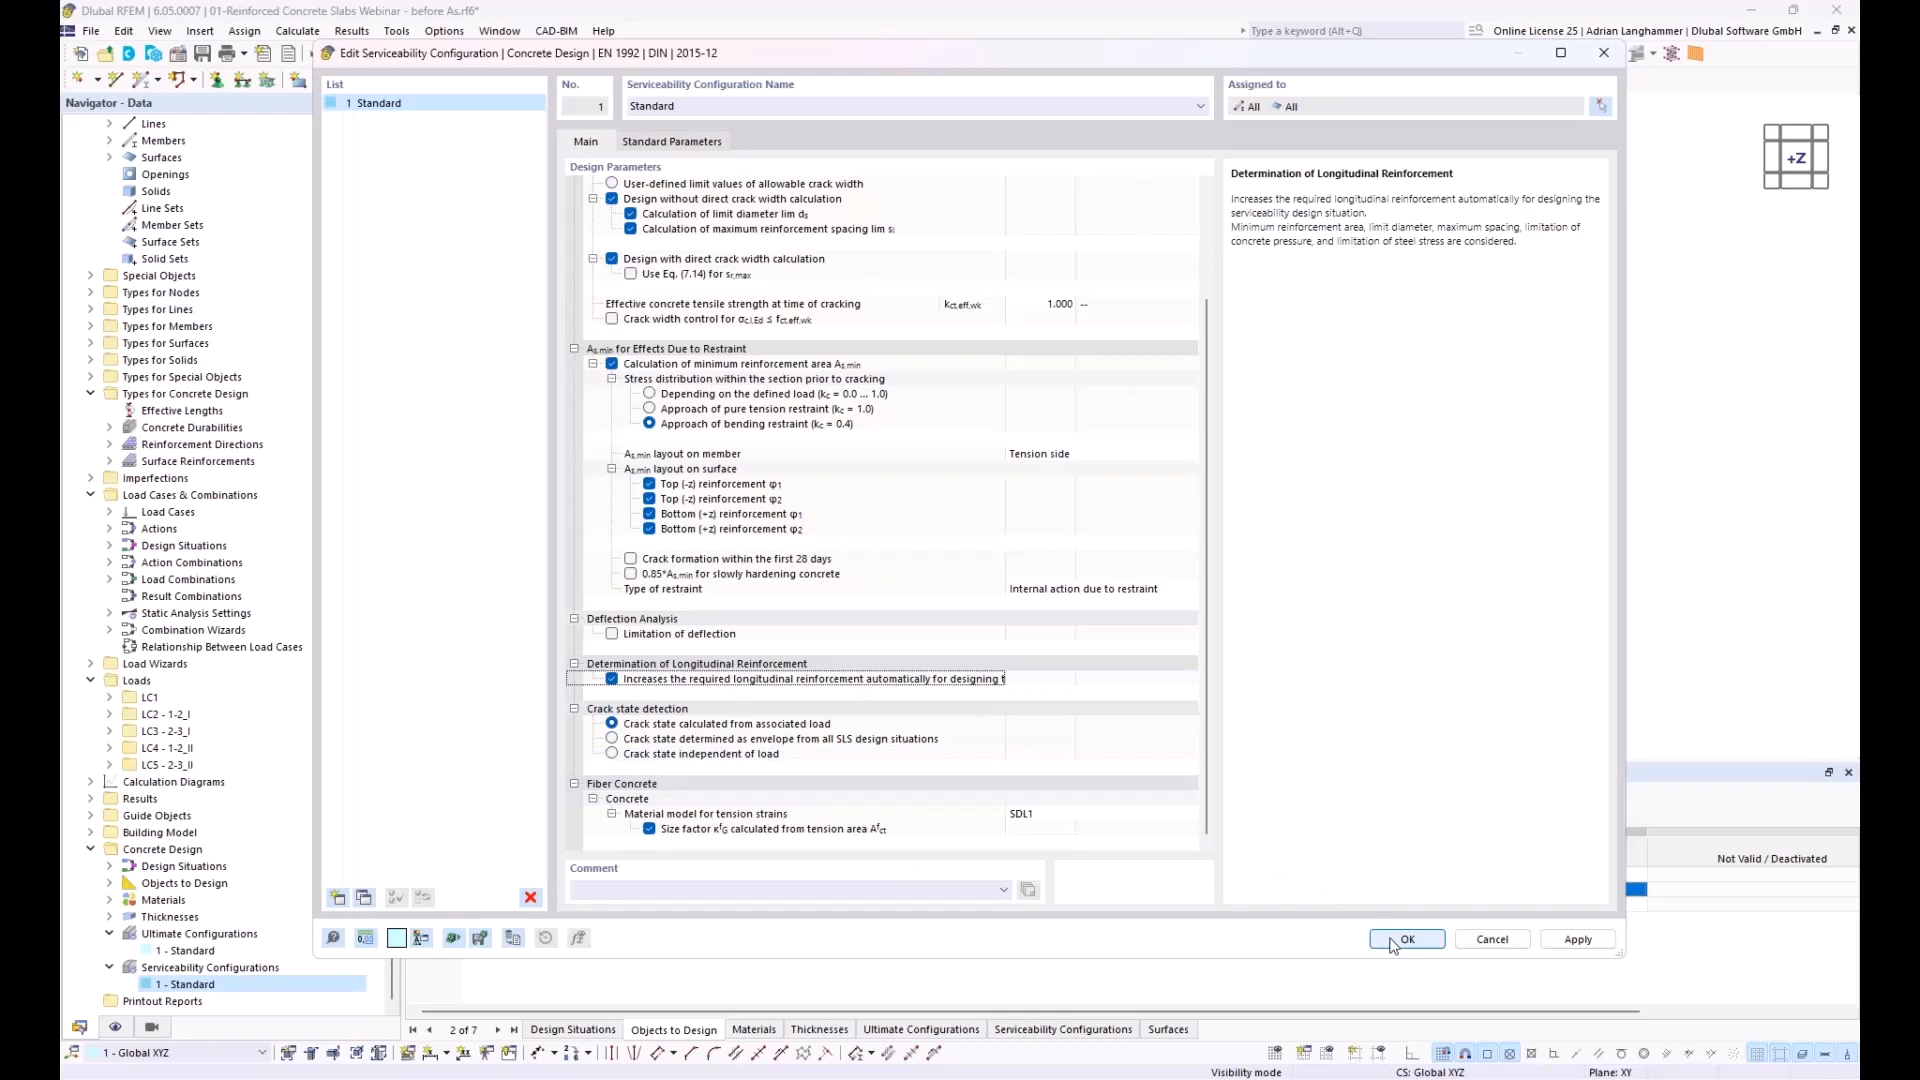 Dlubal RFEM | 6.05.0007 | 01-Reinforced Concrete Slabs Webinar - before As.rf6*
File Edit View Insert Assign Calculate Results Tools Options Window CAD-BIM Help
Type a keyword (Alt+Q)
Online License 25 | Adrian Langhammer | Dlubal Software GmbH
Edit Serviceability Configuration | Concrete Design | EN 1992 | DIN | 2015-12
Navigator - Data
Lines
Members
Surfaces
Openings
Solids
Line Sets
Member Sets
Surface Sets
Solid Sets
Special Objects
Types for Nodes
Types for Lines
Types for Members
Types for Surfaces
Types for Solids
Types for Special Objects
Types for Concrete Design
Effective Lengths
Concrete Durabilities
Reinforcement Directions
Surface Reinforcements
Imperfections
Load Cases & Combinations
Load Cases
Actions
Design Situations
Action Combinations
Load Combinations
Result Combinations
Static Analysis Settings
Combination Wizards
Relationship Between Load Cases
Load Wizards
Loads
LC1
LC2 - 1-2_I
LC3 - 2-3_I
LC4 - 1-2_II
LC5 - 2-3_II
Calculation Diagrams
Results
Guide Objects
Building Model
Concrete Design
Design Situations
Objects to Design
Materials
Thicknesses
Ultimate Configurations
1 - Standard
Serviceability Configurations
1 - Standard
Printout Reports
1 - Global XYZ
List
1 Standard
No.
1
Serviceability Configuration Name
Standard
Assigned to
All All
Main Standard Parameters
Design Parameters
User-defined limit values of allowable crack width
Design without direct crack width calculation
Calculation of limit diameter lim ds
Calculation of maximum reinforcement spacing lim sl
Design with direct crack width calculation
Use Eq. (7.14) for sr,max
Effective concrete tensile strength at time of cracking kct,eff,wk 1.000 --
Crack width control for σc,I,Ed ≤ fct,eff,wk
As,min for Effects Due to Restraint
Calculation of minimum reinforcement area As,min
Stress distribution within the section prior to cracking
Depending on the defined load (kc = 0.0 ... 1.0)
Approach of pure tension restraint (kc = 1.0)
Approach of bending restraint (kc = 0.4)
As,min layout on member Tension side
As,min layout on surface
Top (-z) reinforcement φ1
Top (-z) reinforcement φ2
Bottom (+z) reinforcement φ1
Bottom (+z) reinforcement φ2
Crack formation within the first 28 days
0.85*As,min for slowly hardening concrete
Type of restraint Internal action due to restraint
Deflection Analysis
Limitation of deflection
Determination of Longitudinal Reinforcement
Increases the required longitudinal reinforcement automatically for designing t
Crack state detection
Crack state calculated from associated load
Crack state determined as envelope from all SLS design situations
Crack state independent of load
Fiber Concrete
Concrete
Material model for tension strains SDL1
Size factor κfG calculated from tension area Afct
Comment
Determination of Longitudinal Reinforcement
Increases the required longitudinal reinforcement automatically for designing the
serviceability design situation.
Minimum reinforcement area, limit diameter, maximum spacing, limitation of
concrete pressure, and limitation of steel stress are considered.
OK Cancel Apply
+Z
Not Valid / Deactivated
2 of 7 Design Situations Objects to Design Materials Thicknesses Ultimate Configurations Serviceability Configurations Surfaces
Visibility mode CS: Global XYZ Plane: XY